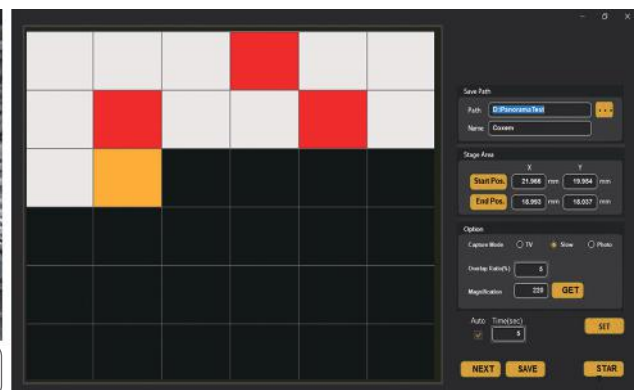 Save Path
Path D:\PanoramaTest ...
Name Coxem
Stage Area
X Y
Start Pos. 21.966 mm 19.984 mm
End Pos. 18.993 mm 18.037 mm
Option
Capture Mode TV Slow Photo
Overlap Ratio(%) 5
Magnification 220 GET
Auto Time(sec)
5
SET
NEXT SAVE STAR